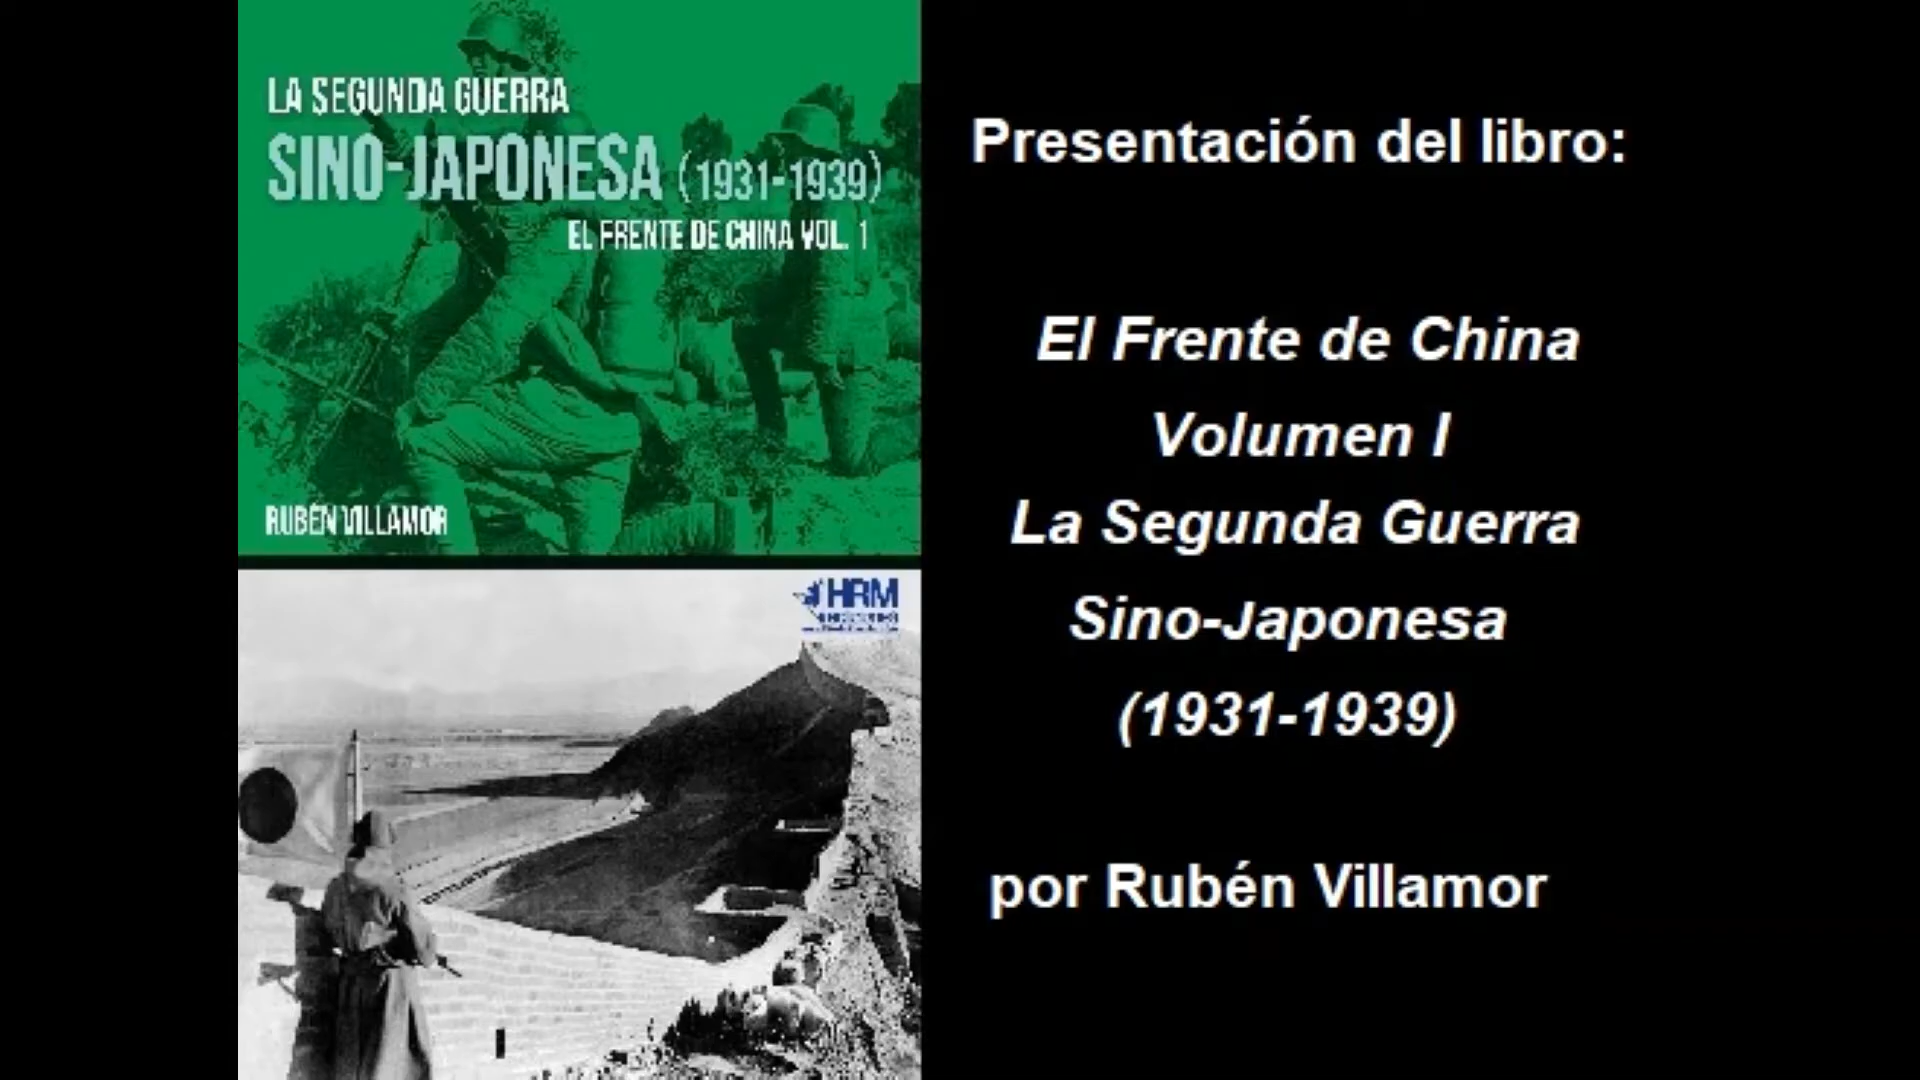 LA SEGUNDA GUERRA
SINO-JAPONESA (1931-1939)
EL FRENTE DE CHINA VOL. 1
RUBÉN VILLAMOR
HRM
Presentación del libro:
El Frente de China
Volumen I
La Segunda Guerra
Sino-Japonesa
(1931-1939)
por Rubén Villamor